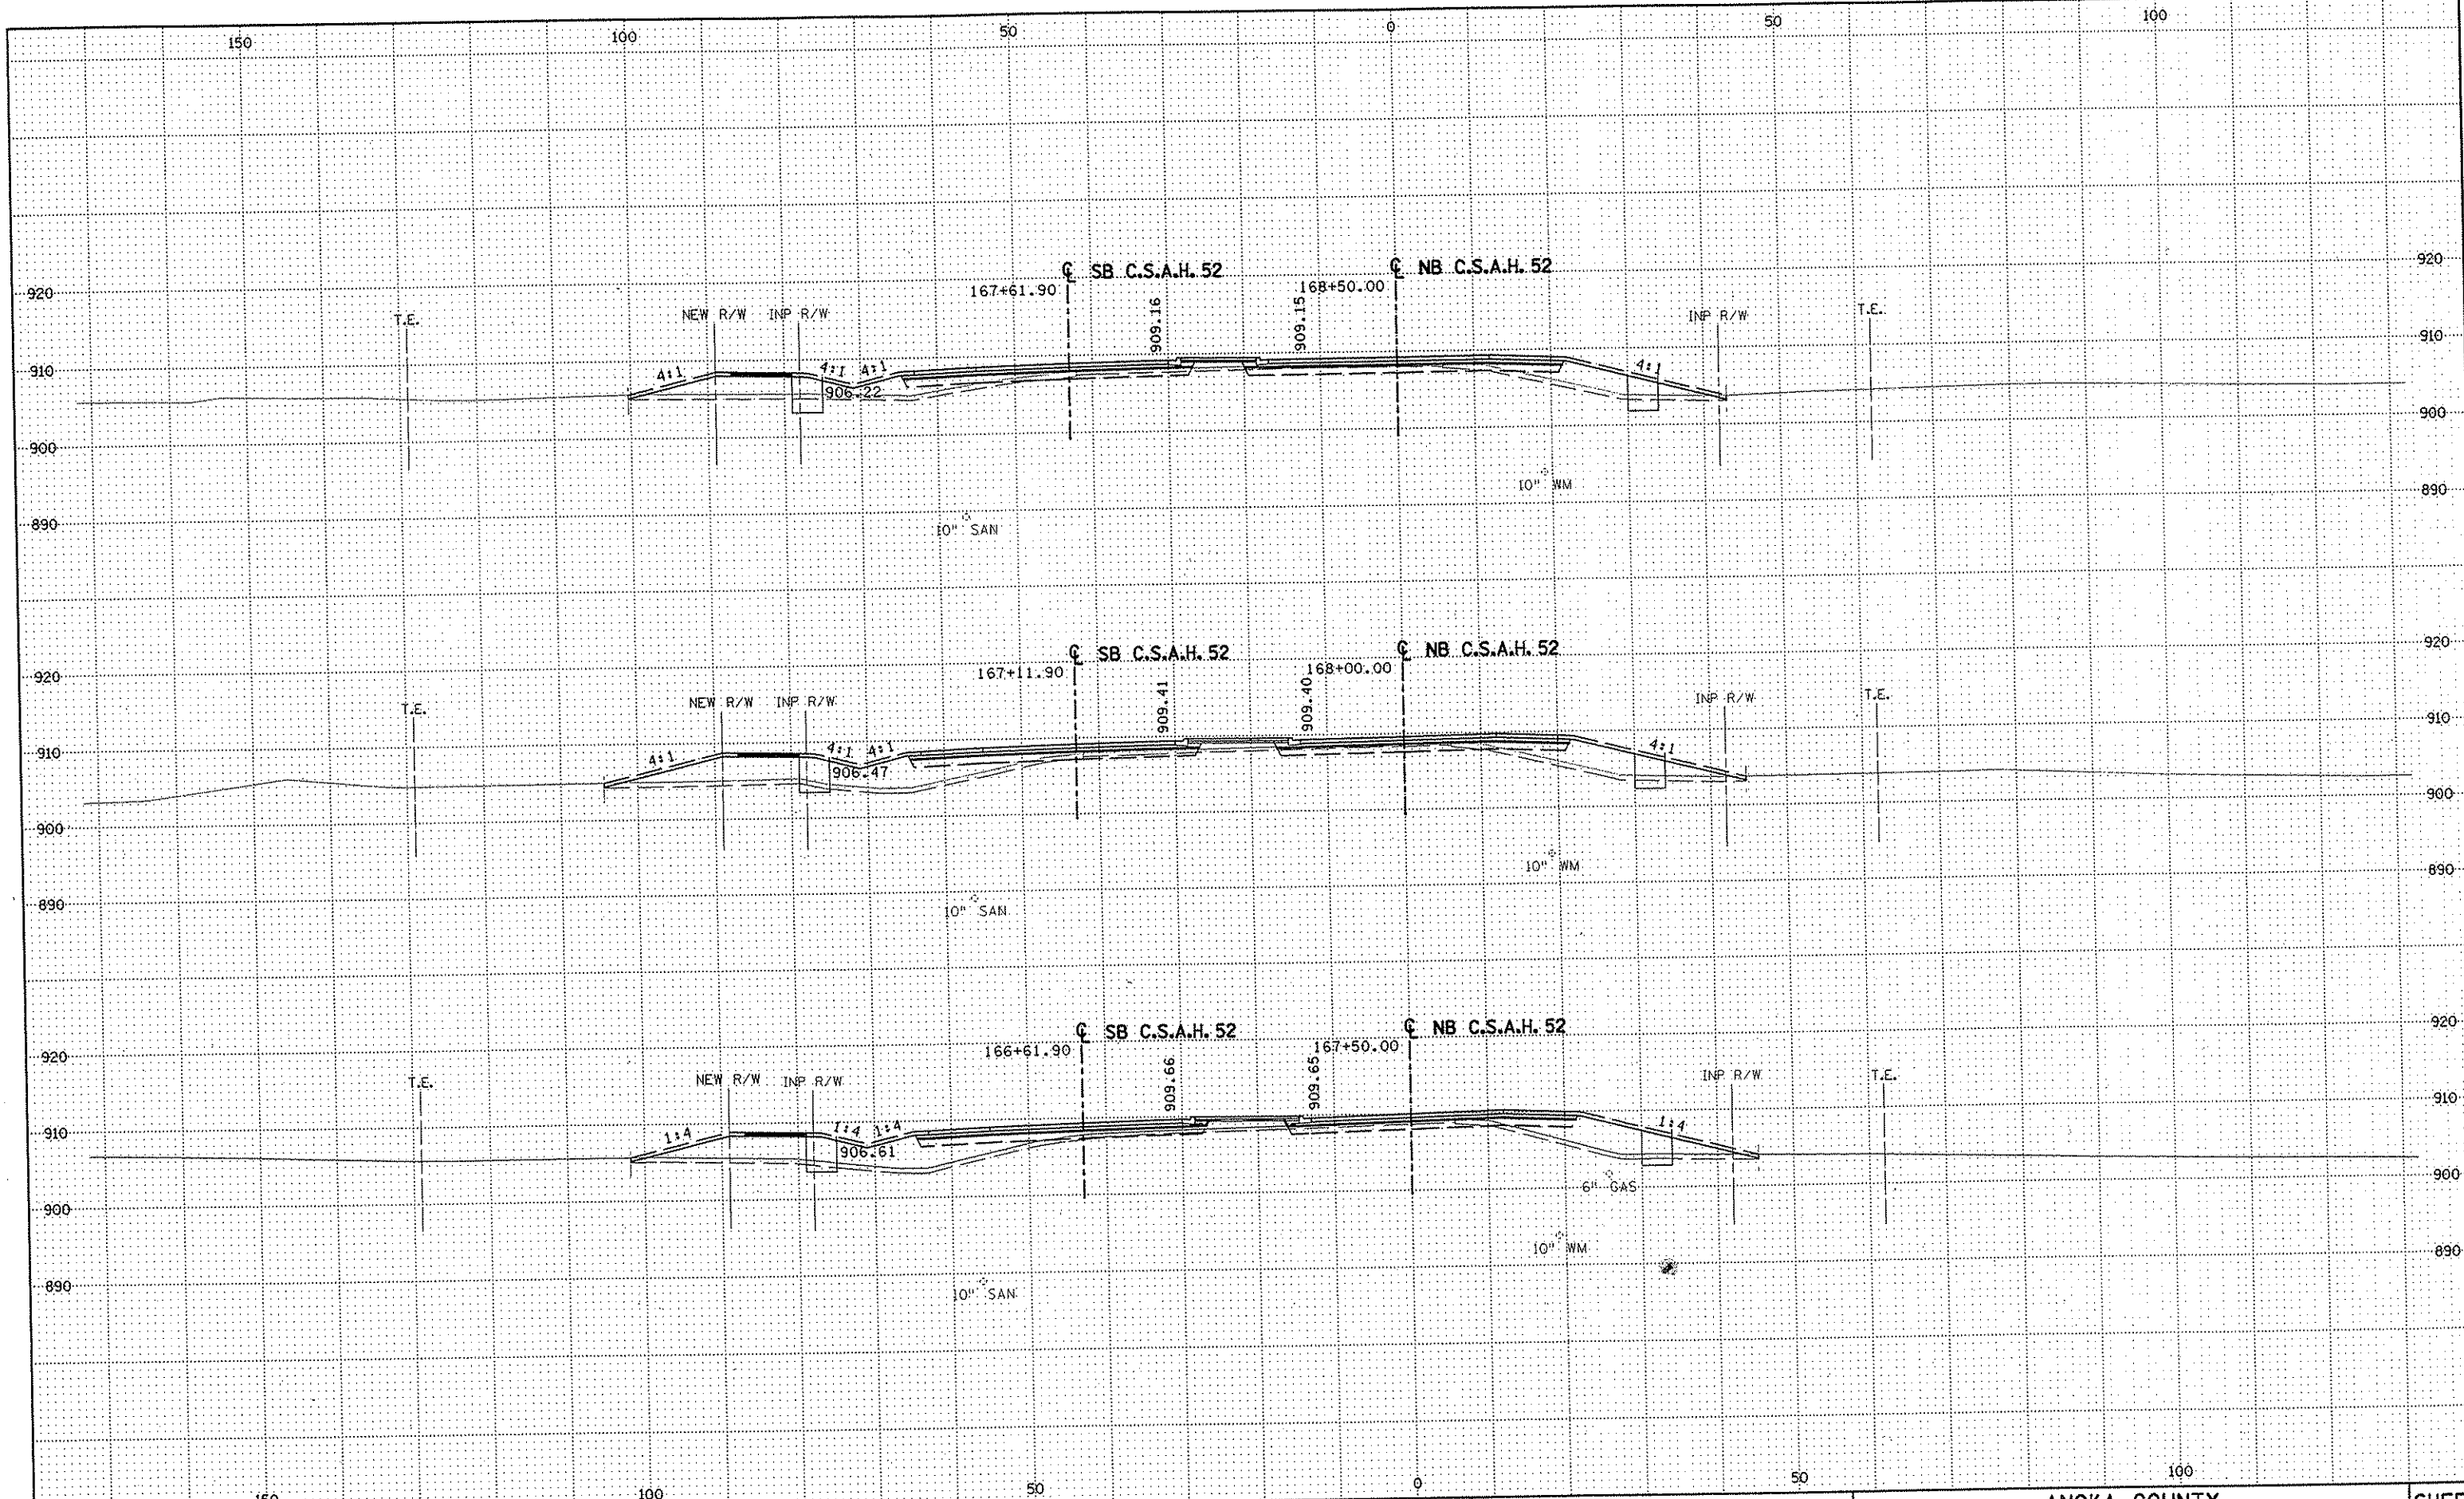 150 100 50 0 50 100
₵ SB C.S.A.H. 52 ₵ NB C.S.A.H. 52
920 167+61.90 168+50.00 920
T.E. NEW R/W INP R/W 909.16 909.15 INP R/W T.E.
910 4:1 4:1 4:1 4:1 910
906.22
900 900
10" WM
890 10" SAN 890
₵ SB C.S.A.H. 52 ₵ NB C.S.A.H. 52
920 167+11.90 168+00.00 920
T.E. NEW R/W INP R/W 909.41 909.40 INP R/W T.E.
910 4:1 4:1 4:1 4:1 910
906.47
900 900
10" WM
890 10" SAN 890
₵ SB C.S.A.H. 52 ₵ NB C.S.A.H. 52
920 166+61.90 167+50.00 920
T.E. NEW R/W INP R/W 909.66 909.65 INP R/W T.E.
910 1:4 1:4 1:4 1:4 910
906.61
900 6" GAS 900
10" WM
890 10" SAN 890
150 100 50 0 50 100
ANOKA COUNTY